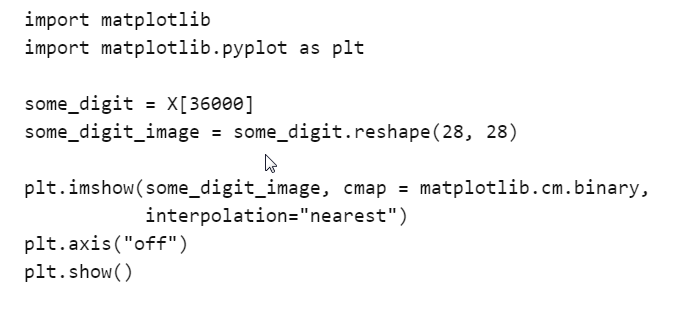 import matplotlib
import matplotlib.pyplot as plt
some_digit = X[36000]
some_digit_image = some_digit.reshape(28, 28)
plt.imshow(some_digit_image, cmap = matplotlib.cm.binary,
interpolation="nearest")
plt.axis("off")
plt.show()